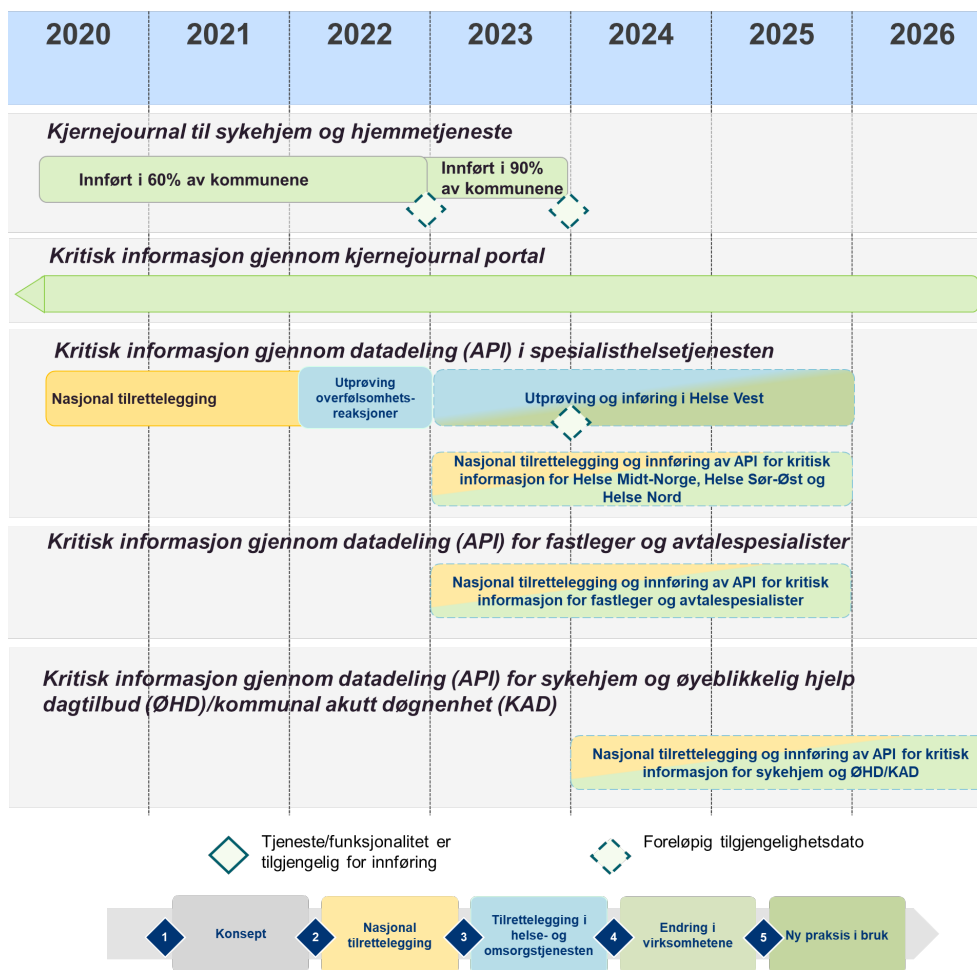 2020 2021 2022 2023 2024 2025 2026
Kjernejournal til sykehjem og hjemmetjeneste
Innført i 60% av kommunene
Innført i 90%
av kommunene
Kritisk informasjon gjennom kjernejournal portal
Kritisk informasjon gjennom datadeling (API) i spesialisthelsetjenesten
Nasjonal tilrettelegging
Utprøving
overfølsomhets-
reaksjoner
Utprøving og inføring i Helse Vest
Nasjonal tilrettelegging og innføring av API for kritisk
informasjon for Helse Midt-Norge, Helse Sør-Øst og
Helse Nord
Kritisk informasjon gjennom datadeling (API) for fastleger og avtalespesialister
Nasjonal tilrettelegging og innføring av API for kritisk
informasjon for fastleger og avtalespesialister
Kritisk informasjon gjennom datadeling (API) for sykehjem og øyeblikkelig hjelp
dagtilbud (ØHD)/kommunal akutt døgnenhet (KAD)
Nasjonal tilrettelegging og innføring av API for kritisk
informasjon for sykehjem og ØHD/KAD
Tjeneste/funksjonalitet er
tilgjengelig for innføring
Foreløpig tilgjengelighetsdato
1
Konsept
2
Nasjonal
tilrettelegging
3
Tilrettelegging i
helse- og
omsorgstjenesten
4
Endring i
virksomhetene
5
Ny praksis i bruk